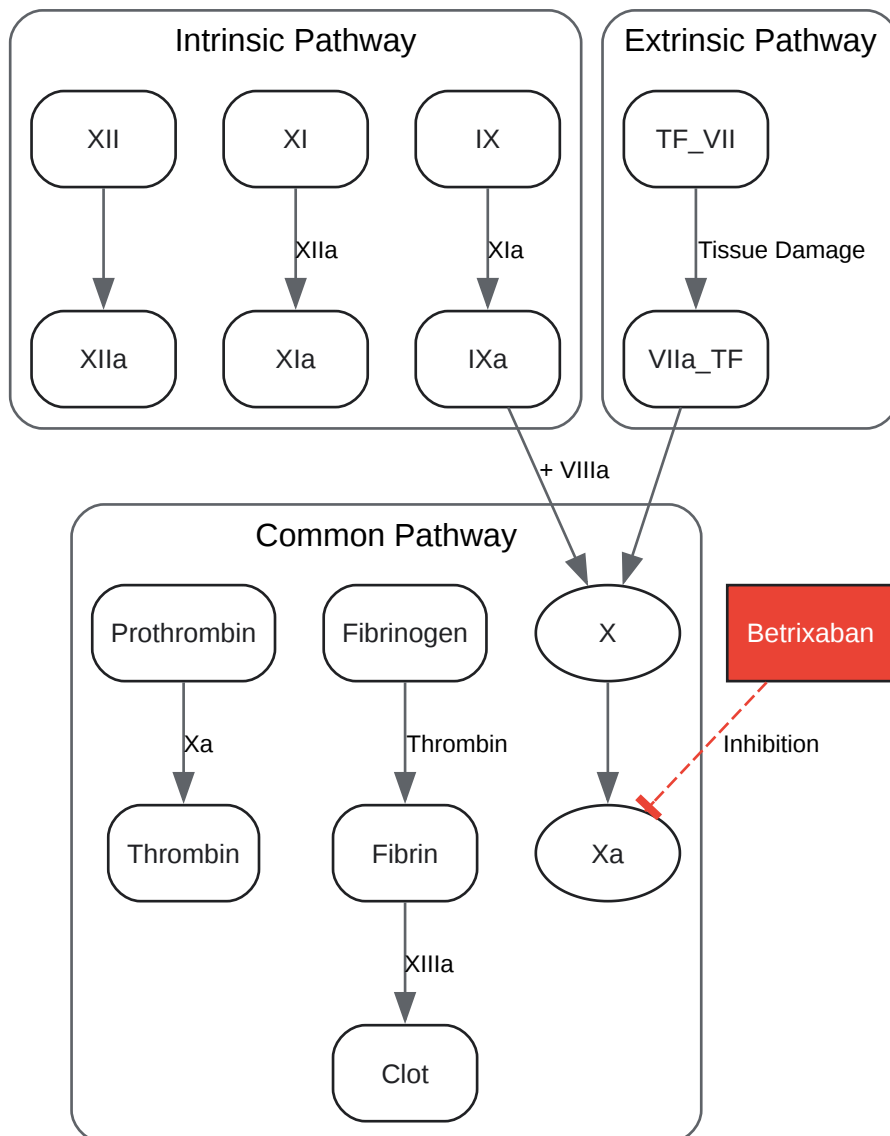 Intrinsic Pathway
Extrinsic Pathway
XII
XI
IX
TF_VII
XIIa
XIa
Tissue Damage
XIIa
XIa
IXa
VIIa_TF
+ VIIIa
Common Pathway
Prothrombin
Fibrinogen
X
Betrixaban
Xa
Thrombin
Inhibition
Thrombin
Fibrin
Xa
XIIIa
Clot